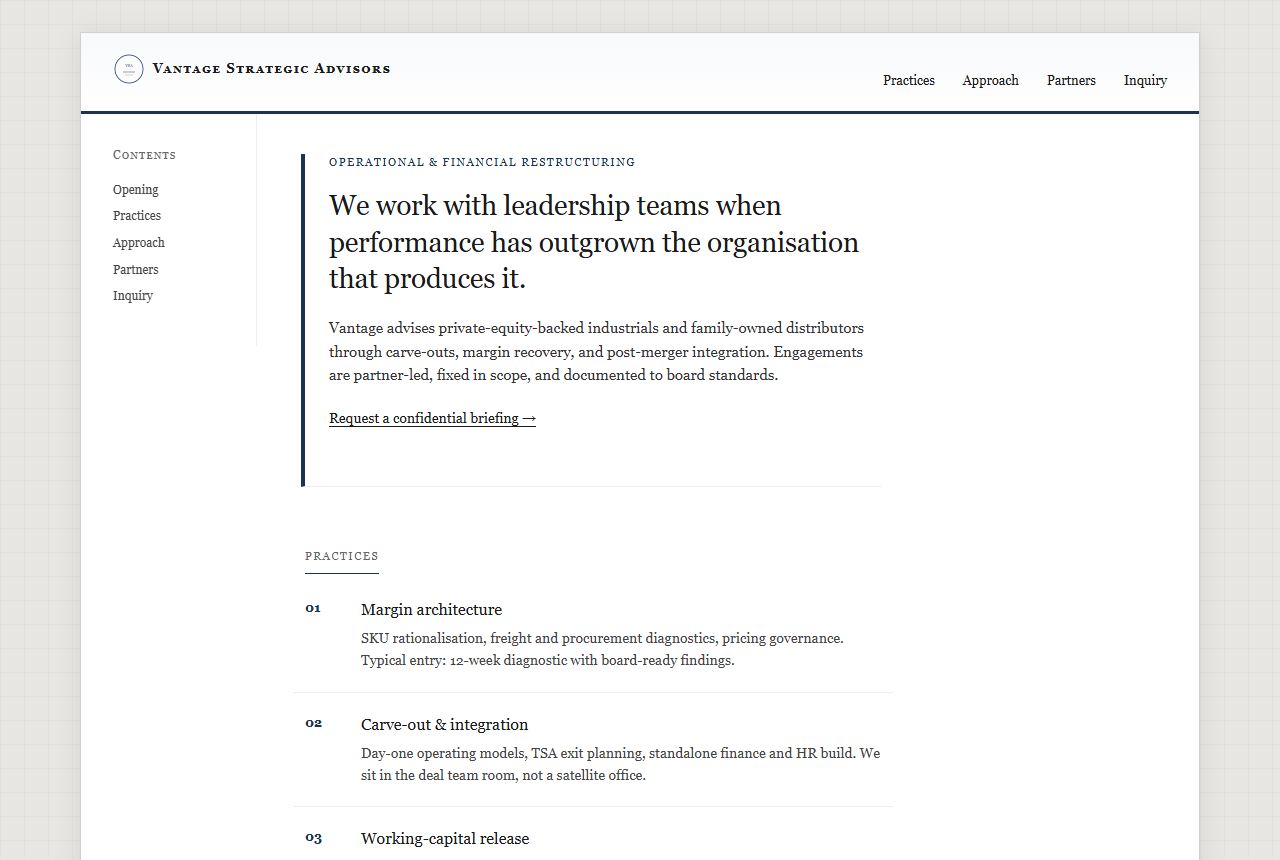 VSA
Vantage Strategic Advisors
Practices
Approach
Partners
Inquiry
Contents
Opening
Practices
Approach
Partners
Inquiry
OPERATIONAL & FINANCIAL RESTRUCTURING
We work with leadership teams when
performance has outgrown the organisation
that produces it.
Vantage advises private-equity-backed industrials and family-owned distributors
through carve-outs, margin recovery, and post-merger integration. Engagements
are partner-led, fixed in scope, and documented to board standards.
Request a confidential briefing →
PRACTICES
01
Margin architecture
SKU rationalisation, freight and procurement diagnostics, pricing governance.
Typical entry: 12-week diagnostic with board-ready findings.
02
Carve-out & integration
Day-one operating models, TSA exit planning, standalone finance and HR build. We
sit in the deal team room, not a satellite office.
03
Working-capital release